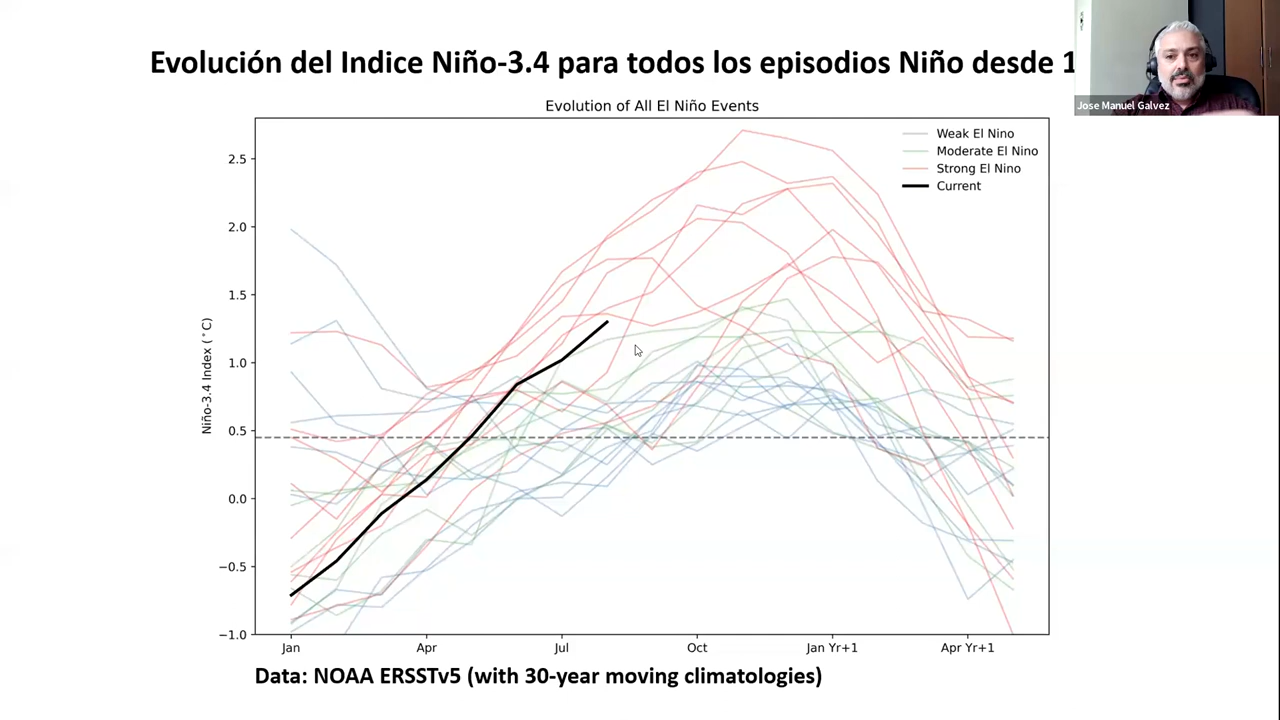 Evolución del Indice Niño-3.4 para todos los episodios Niño desde 1
Jose Manuel Galvez
Evolution of All El Niño Events
Weak El Nino
Moderate El Nino
Strong El Nino
Current
Niño-3.4 Index (°C)
2.5
2.0
1.5
1.0
0.5
0.0
−0.5
−1.0
Jan Apr Jul Oct Jan Yr+1 Apr Yr+1
Data: NOAA ERSSTv5 (with 30-year moving climatologies)